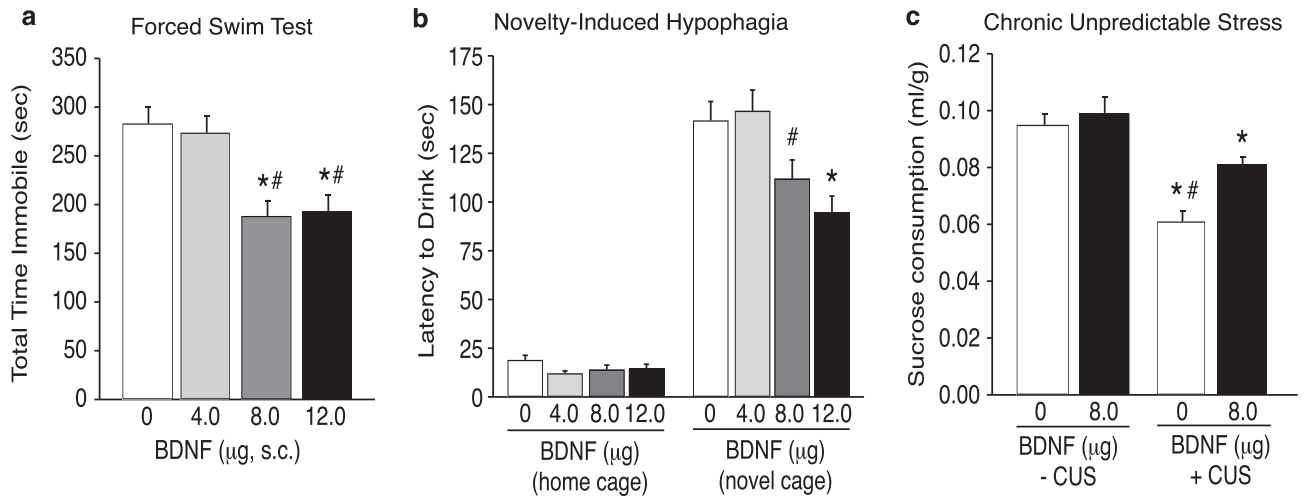 a
Forced Swim Test
Total Time Immobile (sec)
350
300
250
200
150
100
50
0
*#
*#
0 4.0 8.0 12.0
BDNF (μg, s.c.)
b
Novelty-Induced Hypophagia
Latency to Drink (sec)
175
150
125
100
75
50
25
0
#
*
0 4.0 8.0 12.0
BDNF (μg)
(home cage)
0 4.0 8.0 12.0
BDNF (μg)
(novel cage)
c
Chronic Unpredictable Stress
Sucrose consumption (ml/g)
0.12
0.10
0.08
0.06
0.04
0.02
0.00
*#
*
0 8.0
BDNF (μg)
- CUS
0 8.0
BDNF (μg)
+ CUS